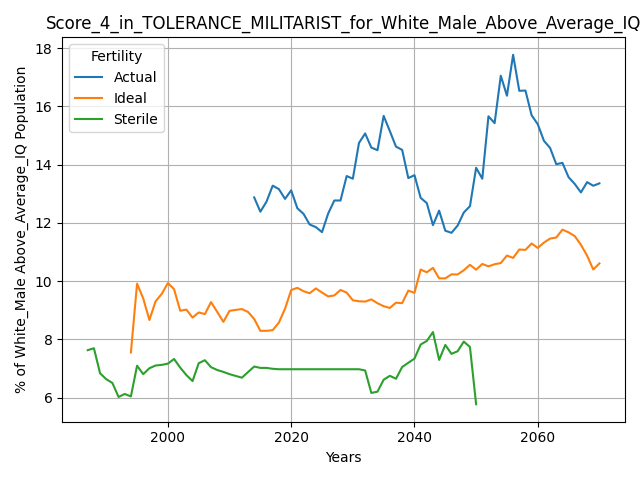 Score_4_in_TOLERANCE_MILITARIST_for_White_Male_Above_Average_IQ
Fertility
Actual
Ideal
Sterile
% of White_Male Above_Average_IQ Population
18
16
14
12
10
8
6
2000
2020
2040
2060
Years